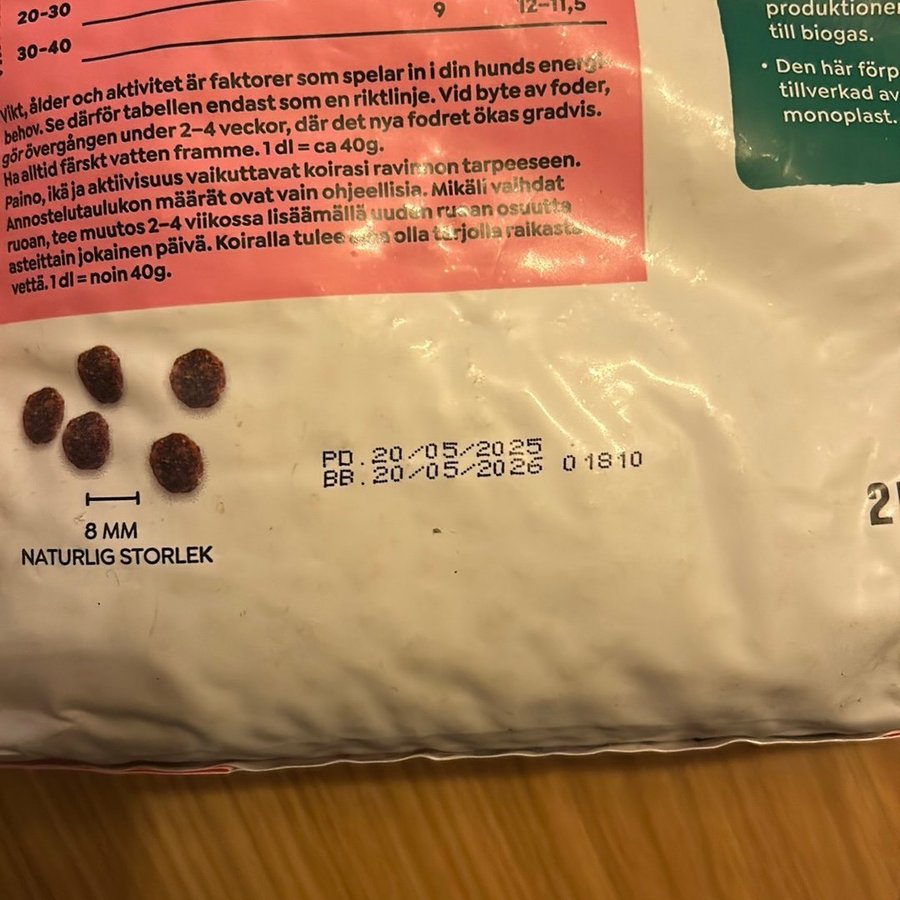 20-30 9 12-11,5
30-40
Vikt, ålder och aktivitet är faktorer som spelar in i din hunds energi-
behov. Se därför tabellen endast som en riktlinje. Vid byte av foder,
gör övergången under 2-4 veckor, där det nya fodret ökas gradvis.
Ha alltid färskt vatten framme. 1 dl = ca 40g.
Paino, ikä ja aktiivisuus vaikuttavat koirasi ravinnon tarpeeseen.
Annostelutaulukon määrät ovat vain ohjeellisia. Mikäli vaihdat
ruoan, tee muutos 2-4 viikossa lisäämällä uuden ruoan osuutta
asteittain jokainen päivä. Koiralla tulee olla tarjolla raikasta
vettä. 1 dl = noin 40g.
till biogas.
• Den här
tillverkad av
monoplast.
PD. 20/05/2025
BB. 20/05/2026 01810
8 MM
NATURLIG STORLEK